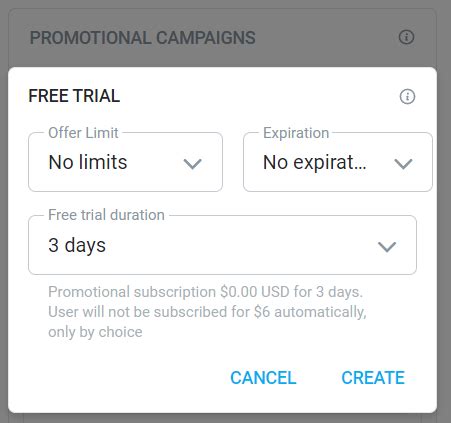 PROMOTIONAL CAMPAIGNS
FREE TRIAL
Offer Limit
No limits
Expiration
No expirat...
Free trial duration
3 days
Promotional subscription $0.00 USD for 3 days.
User will not be subscribed for $6 automatically,
only by choice
CANCEL
CREATE